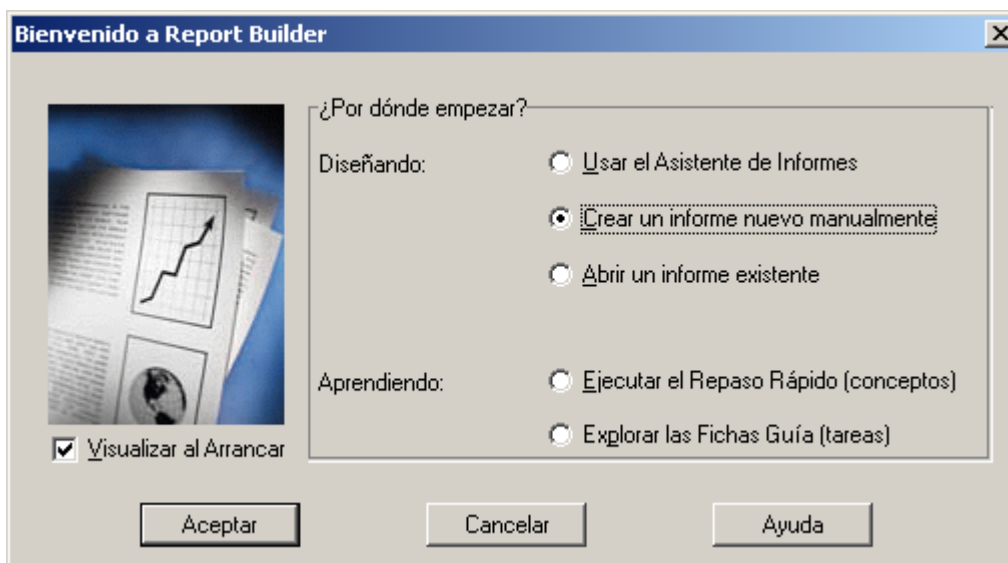 Bienvenido a Report Builder
¿Por dónde empezar?
Diseñando:
Usar el Asistente de Informes
Crear un informe nuevo manualmente
Abrir un informe existente
Aprendiendo:
Ejecutar el Repaso Rápido (conceptos)
Explorar las Fichas Guía (tareas)
Visualizar al Arrancar
Aceptar
Cancelar
Ayuda